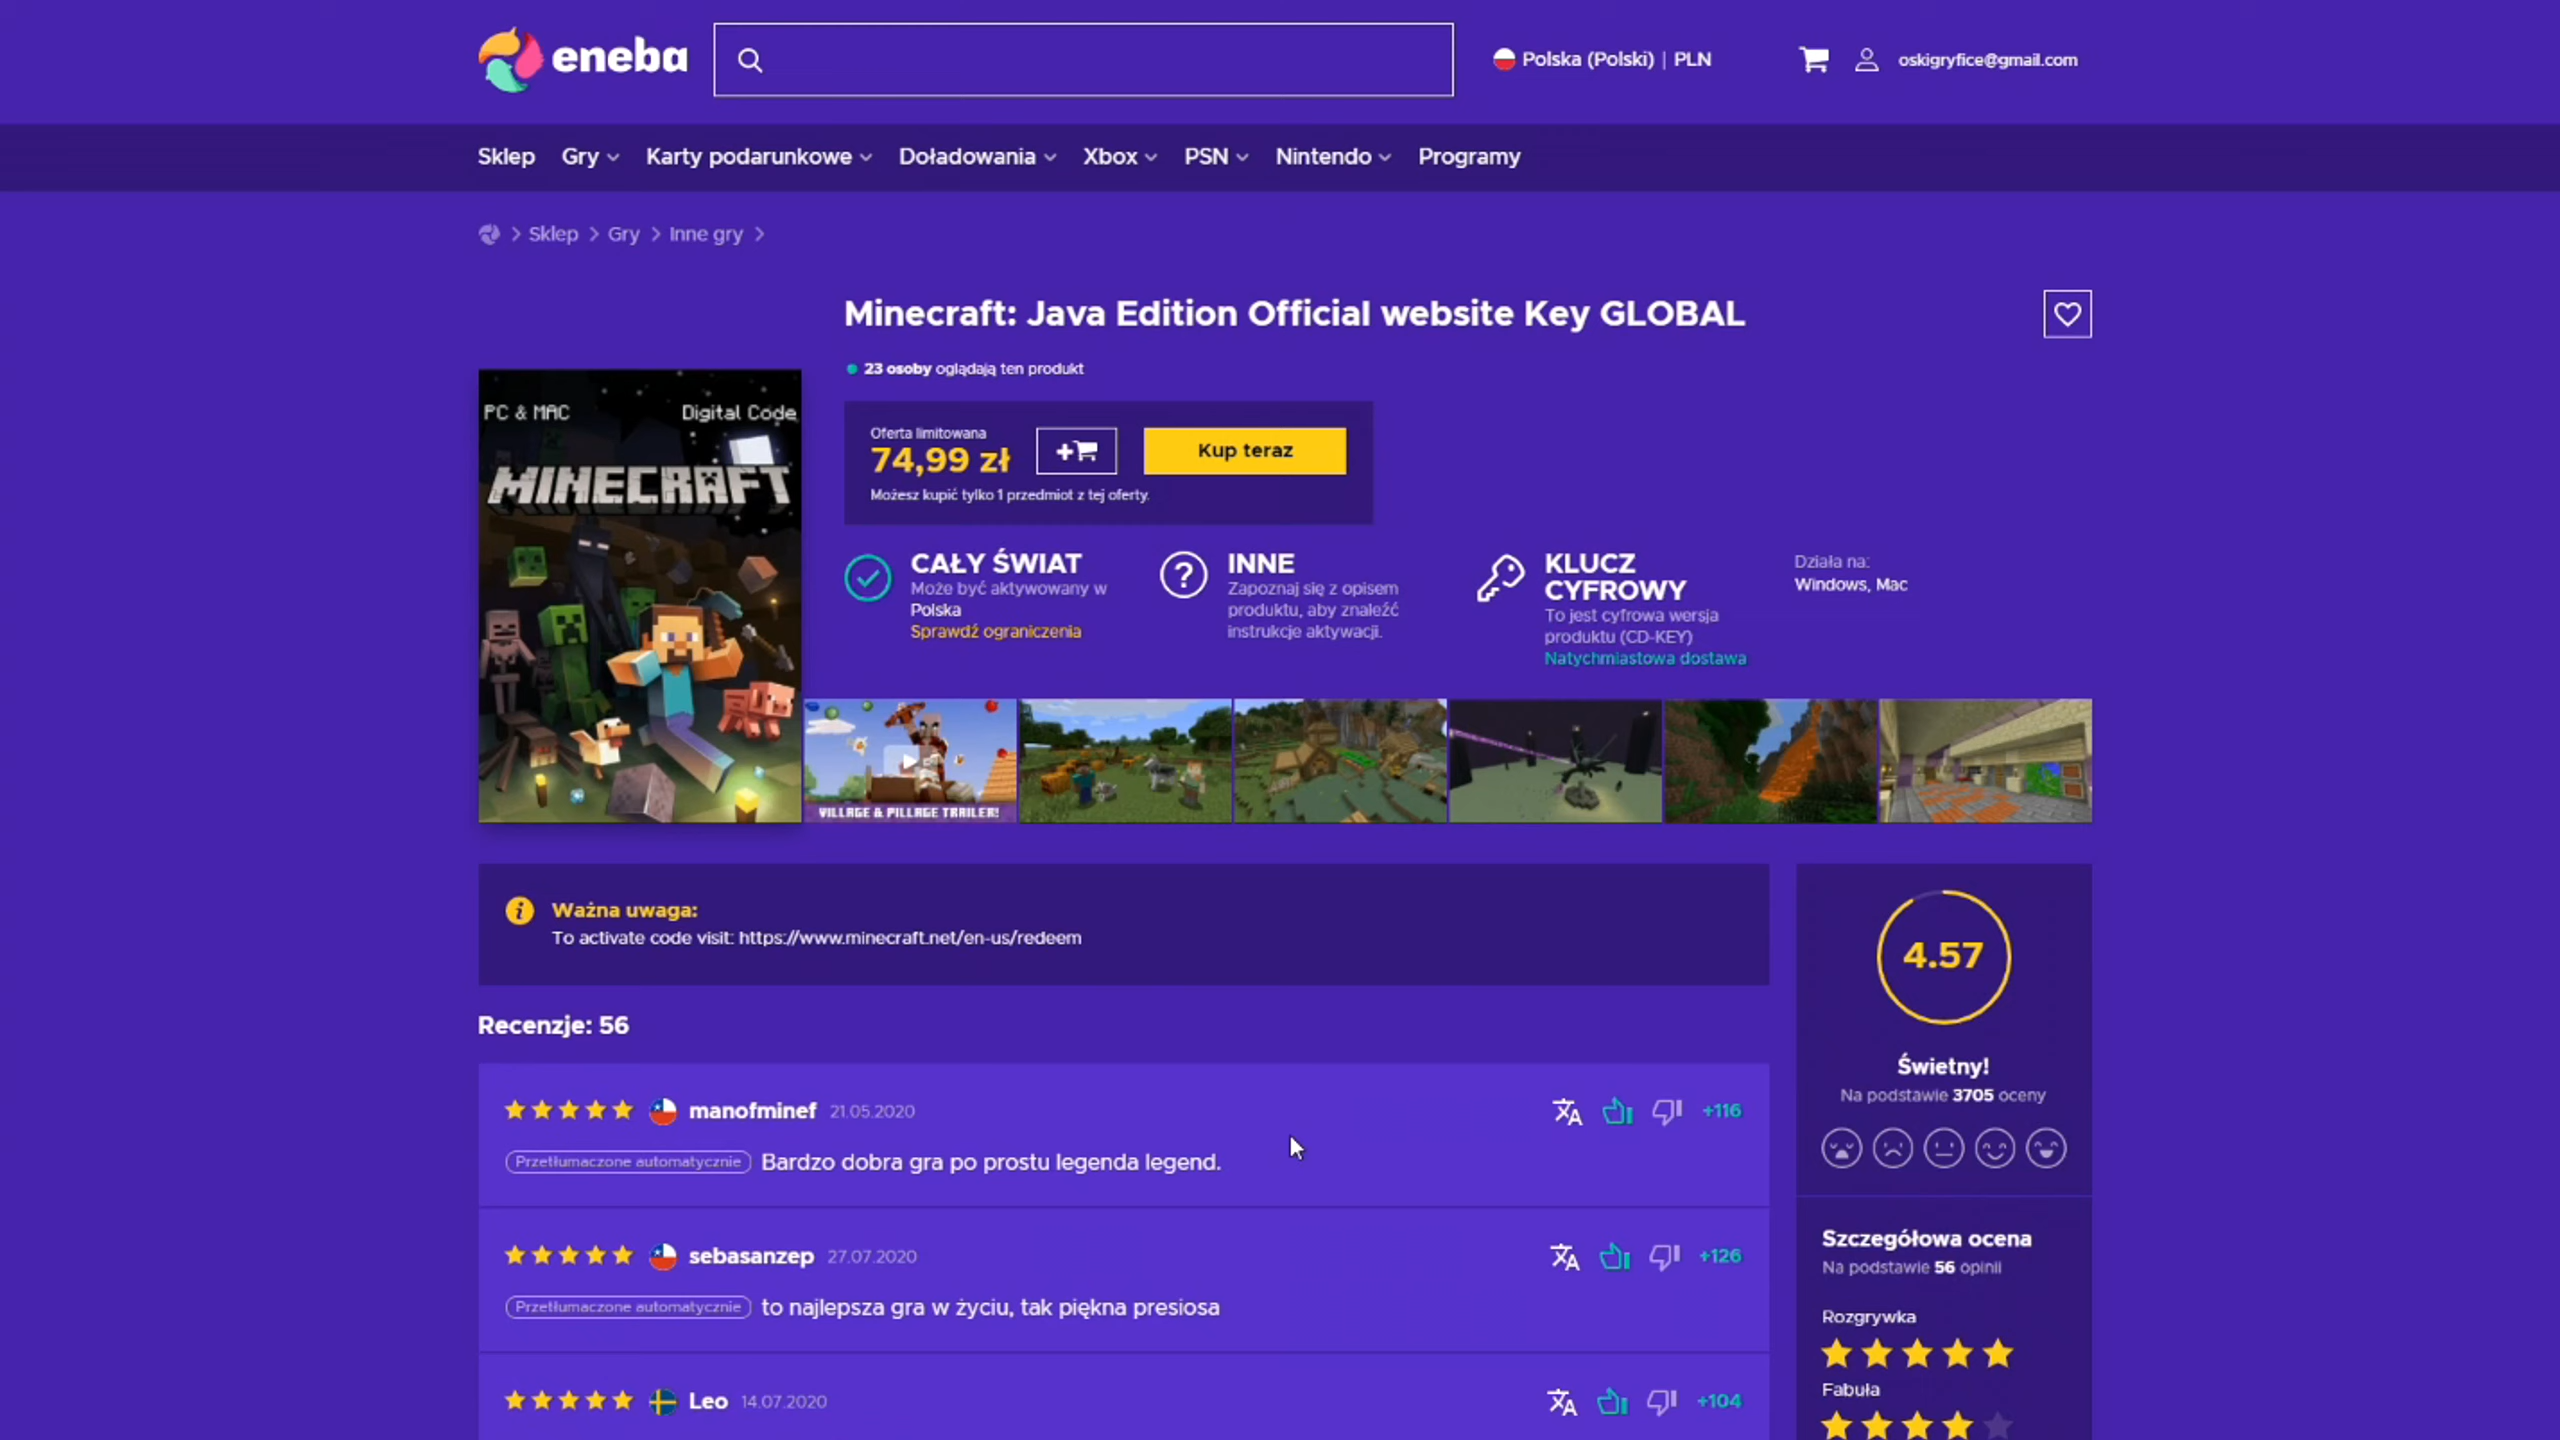 eneba
Polska (Polski) | PLN
oskigryfice@gmail.com
Sklep Gry Karty podarunkowe Doładowania Xbox PSN Nintendo Programy
Sklep > Gry > Inne gry >
Minecraft: Java Edition Official website Key GLOBAL
23 osoby oglądają ten produkt
PC & MAC Digital Code
MINECRAFT
Oferta limitowana
74,99 zł
Kup teraz
Możesz kupić tylko 1 przedmiot z tej oferty.
CAŁY ŚWIAT
Może być aktywowany w
Polska
Sprawdź ograniczenia
INNE
Zapoznaj się z opisem
produktu, aby znaleźć
instrukcje aktywacji.
KLUCZ
CYFROWY
To jest cyfrowa wersja
produktu (CD-KEY)
Natychmiastowa dostawa
Działa na:
Windows, Mac
VILLAGE & PILLAGE TRAILER!
Ważna uwaga:
To activate code visit: https://www.minecraft.net/en-us/redeem
4.57
Świetny!
Na podstawie 3705 oceny
Recenzje: 56
manofminef 21.05.2020 +116
Przetłumaczone automatycznie Bardzo dobra gra po prostu legenda legend.
sebasanzep 27.07.2020 +126
Przetłumaczone automatycznie to najlepsza gra w życiu, tak piękna presiosa
Leo 14.07.2020 +104
Szczegółowa ocena
Na podstawie 56 opinii
Rozgrywka
Fabuła